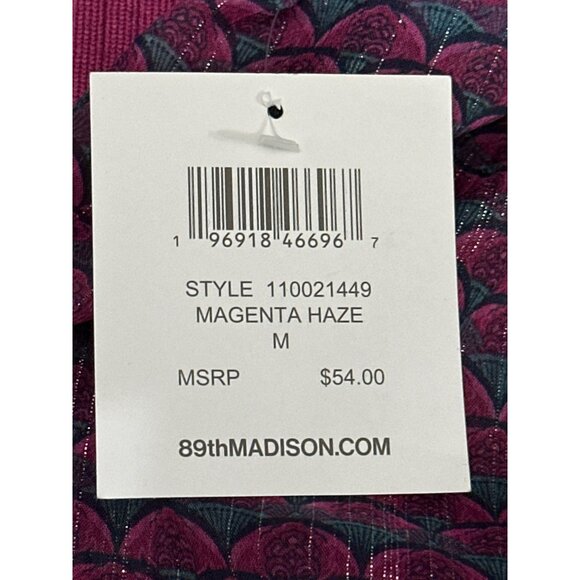 1 96918 46696 7
STYLE 110021449
MAGENTA HAZE
M
MSRP $54.00
89thMADISON.COM